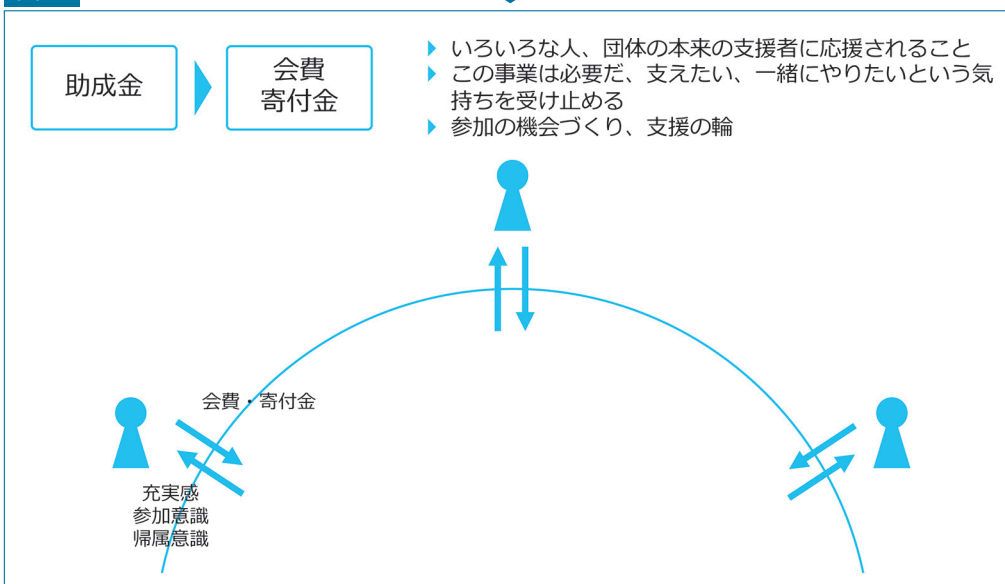 助成金
会費
寄付金
いろいろな人、団体の本来の支援者に応援されること
この事業は必要だ、支えたい、一緒にやりたいという気
持ちを受け止める
参加の機会づくり、支援の輪
会費・寄付金
充実感
参加意識
帰属意識